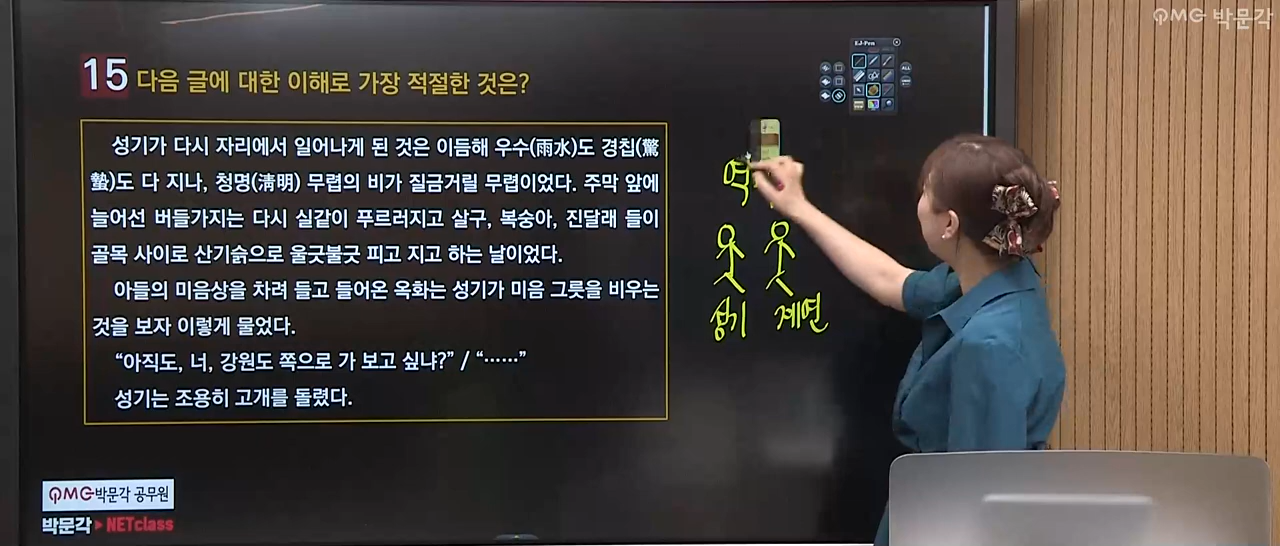 QMG 박문각
EJ-Pen
ALL
15 다음 글에 대한 이해로 가장 적절한 것은?
성기가 다시 자리에서 일어나게 된 것은 이듬해 우수(雨水)도 경칩(驚
蟄)도 다 지나, 청명(淸明) 무렵의 비가 질금거릴 무렵이었다. 주막 앞에
늘어선 버들가지는 다시 실같이 푸르러지고 살구, 복숭아, 진달래 들이
골목 사이로 산기슭으로 울긋불긋 피고 지고 하는 날이었다.
아들의 미음상을 차려 들고 들어온 옥화는 성기가 미음 그릇을 비우는
것을 보자 이렇게 물었다.
“아직도, 너, 강원도 쪽으로 가 보고 싶냐?” / “……”
성기는 조용히 고개를 돌렸다.
역
성기 계연
QMG 박문각 공무원
박문각 ▶ NETclass